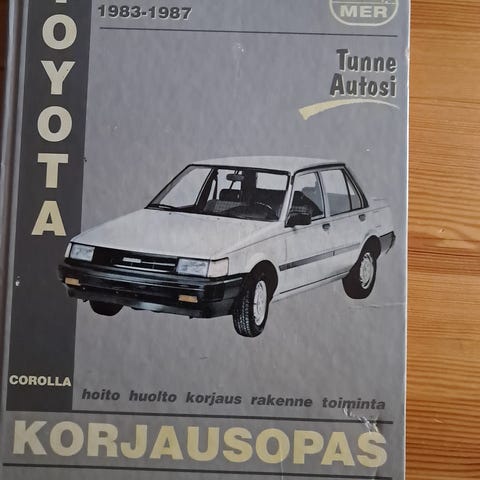 TOYOTA
1983-1987
MER
Tunne
Autosi
COROLLA
hoito huolto korjaus rakenne toiminta
KORJAUSOPAS